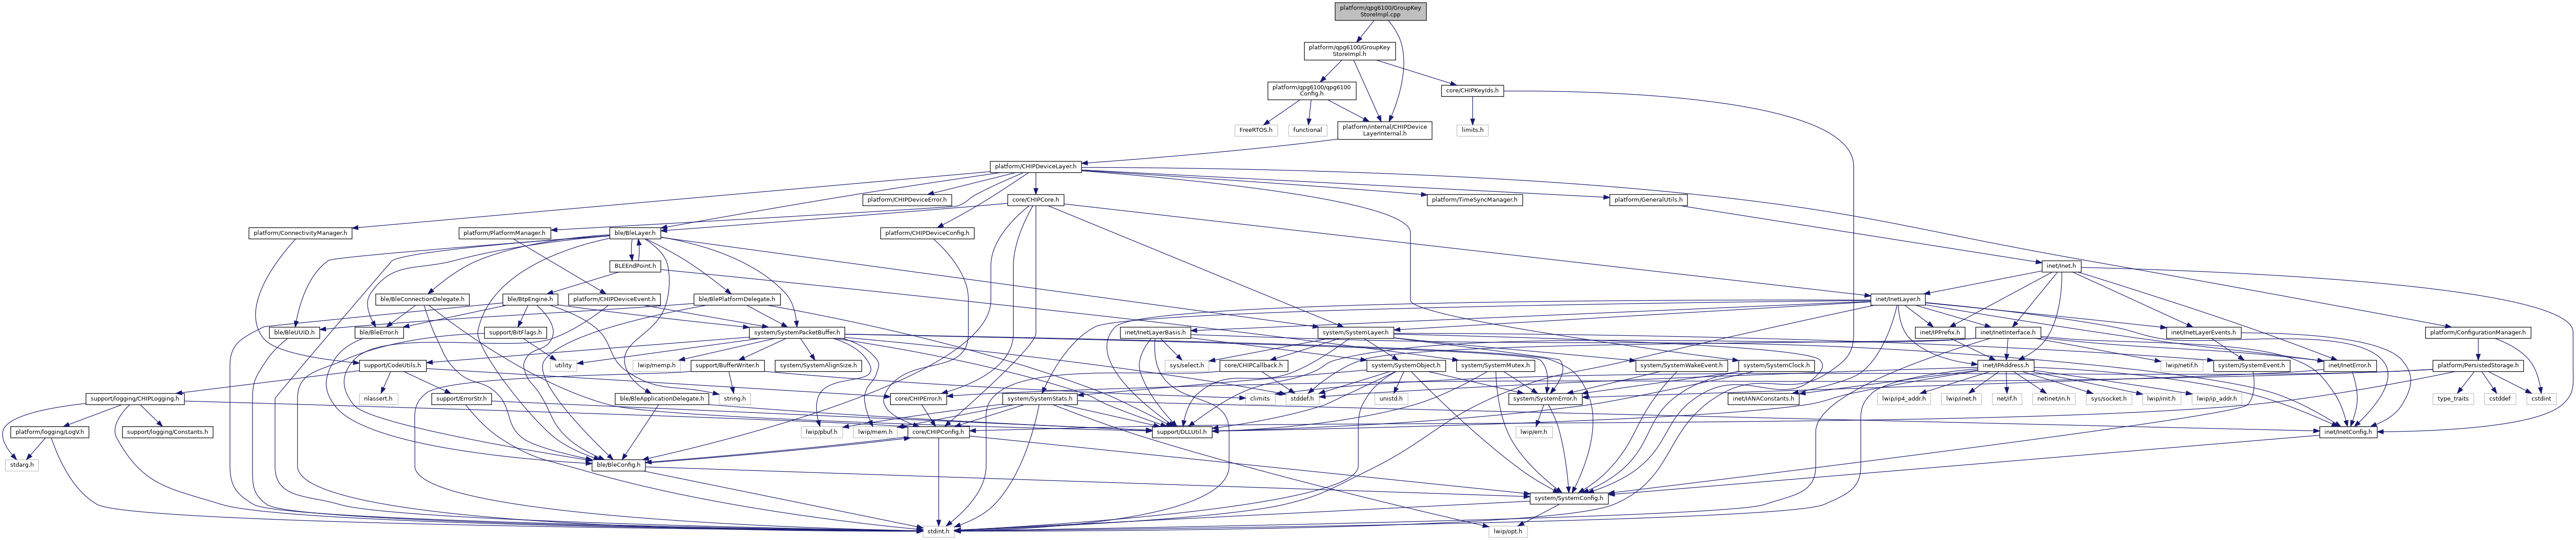 platform/qpg6100/GroupKey
StoreImpl.cpp
platform/qpg6100/GroupKey
StoreImpl.h
platform/qpg6100/qpg6100
Config.h
core/CHIPKeyIds.h
FreeRTOS.h
functional
platform/internal/CHIPDevice
LayerInternal.h
limits.h
platform/CHIPDeviceLayer.h
platform/CHIPDeviceError.h
core/CHIPCore.h
platform/TimeSyncManager.h
platform/GeneralUtils.h
platform/ConnectivityManager.h
platform/PlatformManager.h
ble/BleLayer.h
platform/CHIPDeviceConfig.h
BLEEndPoint.h
inet/Inet.h
ble/BleConnectionDelegate.h
ble/BtpEngine.h
platform/CHIPDeviceEvent.h
ble/BlePlatformDelegate.h
inet/InetLayer.h
ble/BleUUID.h
ble/BleError.h
support/BitFlags.h
system/SystemPacketBuffer.h
inet/InetLayerBasis.h
system/SystemLayer.h
inet/IPPrefix.h
inet/InetInterface.h
inet/InetLayerEvents.h
platform/ConfigurationManager.h
support/CodeUtils.h
utility
lwip/memp.h
support/BufferWriter.h
system/SystemAlignSize.h
sys/select.h
core/CHIPCallback.h
system/SystemObject.h
system/SystemMutex.h
system/SystemWakeEvent.h
system/SystemClock.h
inet/IPAddress.h
lwip/netif.h
system/SystemEvent.h
inet/InetError.h
platform/PersistedStorage.h
support/logging/CHIPLogging.h
nlassert.h
support/ErrorStr.h
ble/BleApplicationDelegate.h
string.h
core/CHIPError.h
system/SystemStats.h
climits
stddef.h
unistd.h
system/SystemError.h
inet/IANAConstants.h
lwip/ip4_addr.h
lwip/inet.h
net/if.h
netinet/in.h
sys/socket.h
lwip/init.h
lwip/ip_addr.h
type_traits
cstddef
cstdint
platform/logging/LogV.h
support/logging/Constants.h
lwip/pbuf.h
lwip/mem.h
core/CHIPConfig.h
support/DLLUtil.h
lwip/err.h
inet/InetConfig.h
stdarg.h
ble/BleConfig.h
system/SystemConfig.h
stdint.h
lwip/opt.h